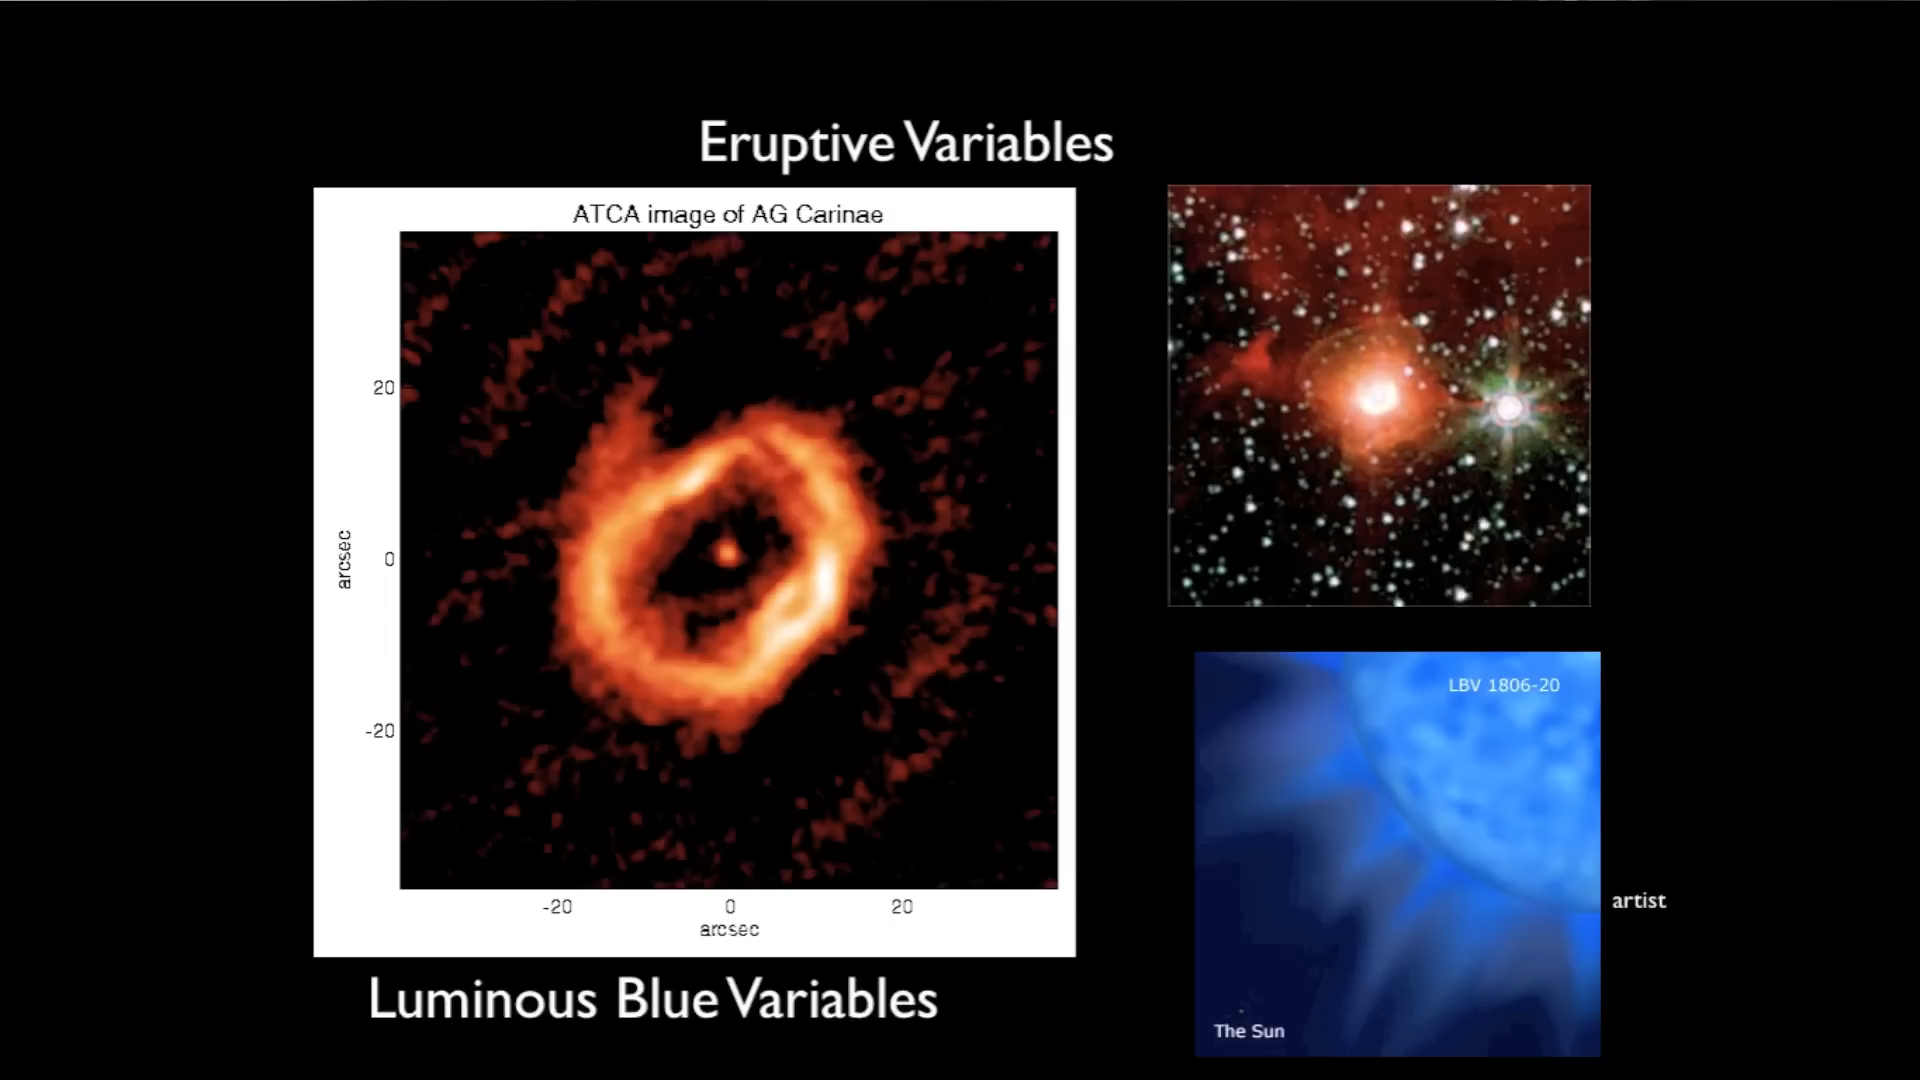 Eruptive Variables
ATCA image of AG Carinae
20
0
-20
arcsec
-20 0 20
arcsec
Luminous Blue Variables
LBV 1806-20
artist
The Sun